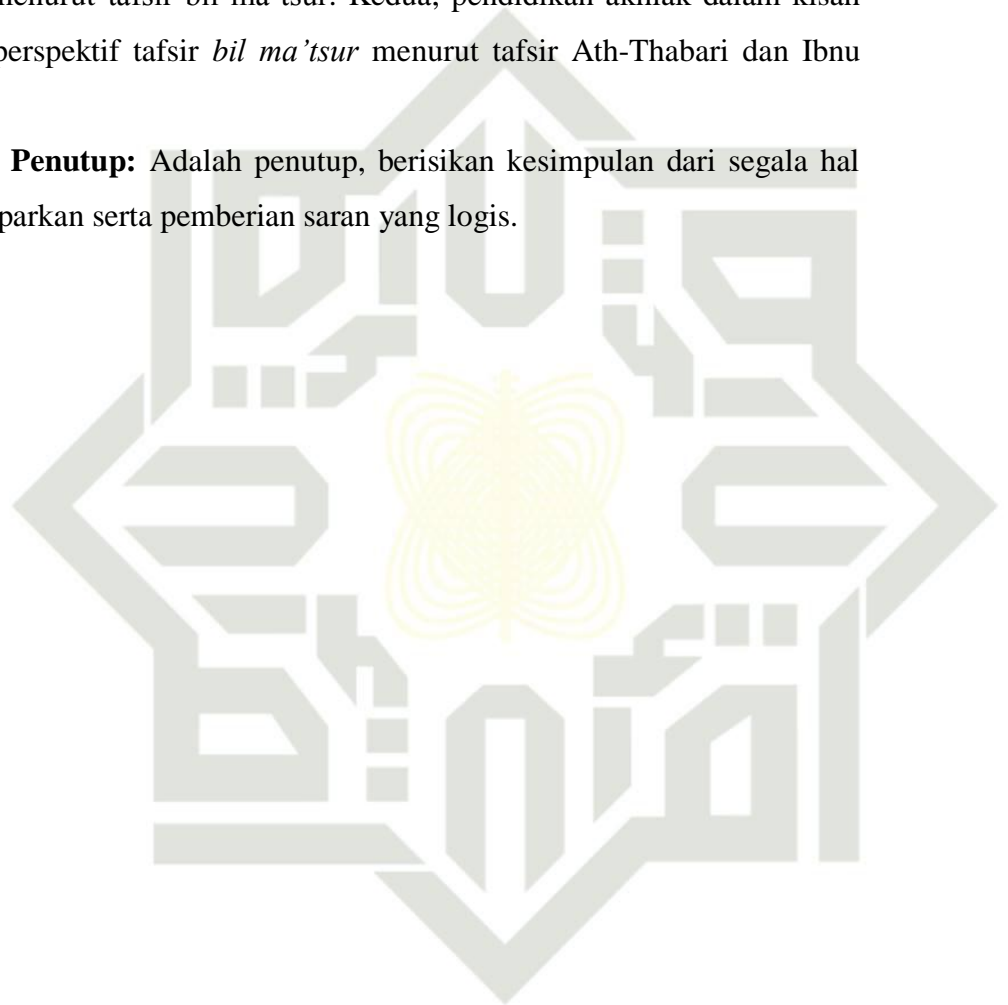 menurut tafsir bil ma'tsur. Kedua, pendidikan akhlak dalam kisah
perspektif tafsir bil ma'tsur menurut tafsir Ath-Thabari dan Ibnu
Penutup: Adalah penutup, berisikan kesimpulan dari segala hal
parkan serta pemberian saran yang logis.